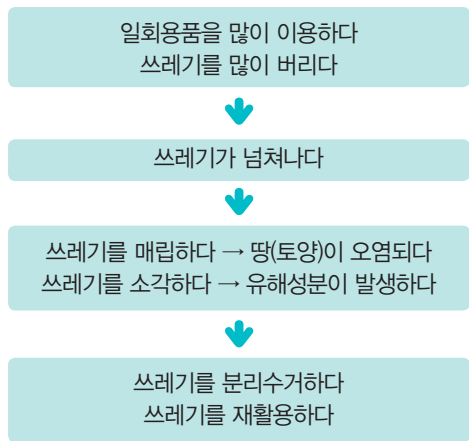 일회용품을 많이 이용하다
쓰레기를 많이 버리다
쓰레기가 넘쳐나다
쓰레기를 매립하다 → 땅(토양)이 오염되다
쓰레기를 소각하다 → 유해성분이 발생하다
쓰레기를 분리수거하다
쓰레기를 재활용하다